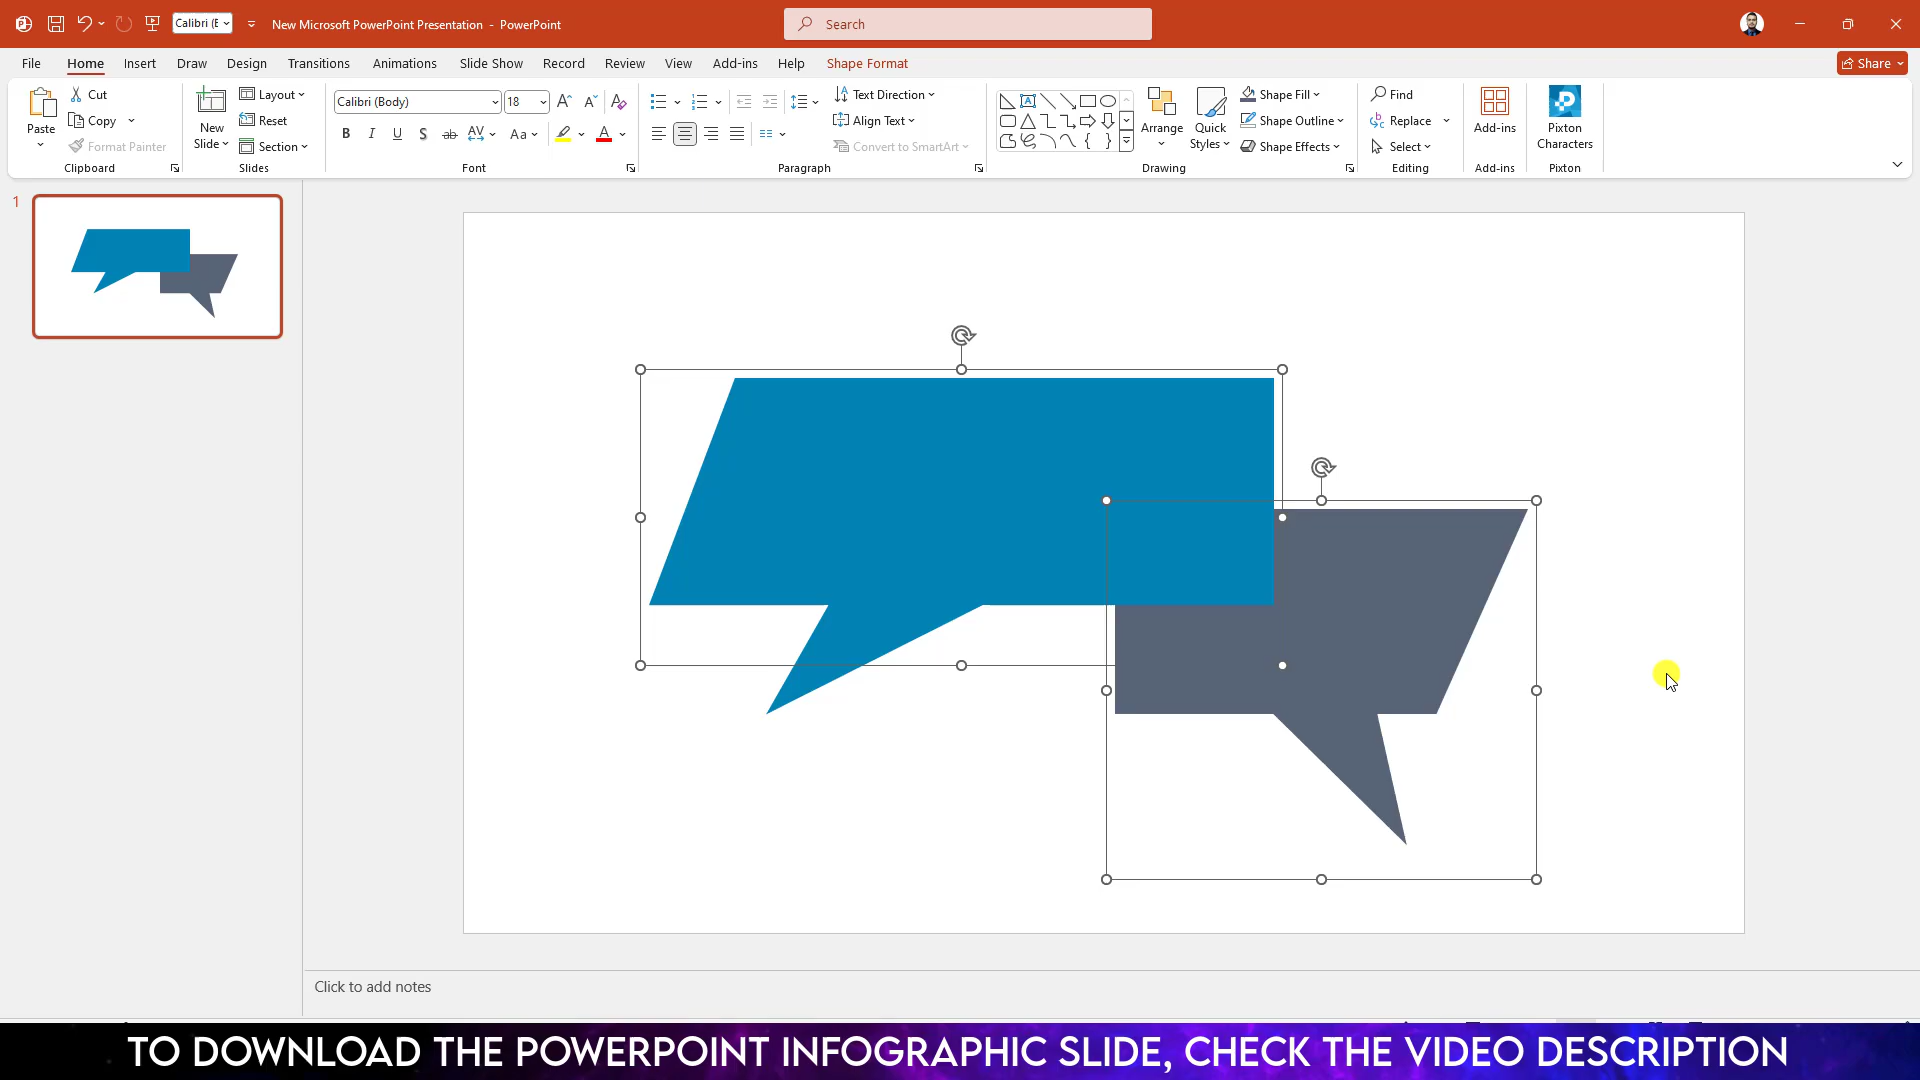 Calibri (E
New Microsoft PowerPoint Presentation - PowerPoint
Search
File Home Insert Draw Design Transitions Animations Slide Show Record Review View Add-ins Help Shape Format
Share
Paste
Cut
Copy
Format Painter
Clipboard
New
Slide
Layout
Reset
Section
Slides
Calibri (Body) 18
B I U S ab AV Aa A
Font
Paragraph
Text Direction
Align Text
Convert to SmartArt
Drawing
Arrange
Quick
Styles
Shape Fill
Shape Outline
Shape Effects
Find
Replace
Select
Editing
Add-ins
Add-ins
Pixton
Characters
Pixton
1
Click to add notes
TO DOWNLOAD THE POWERPOINT INFOGRAPHIC SLIDE, CHECK THE VIDEO DESCRIPTION